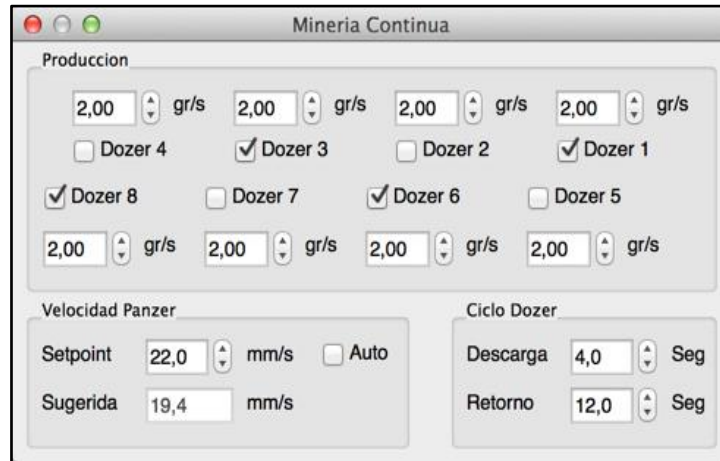 Mineria Continua
Produccion
2,00 gr/s 2,00 gr/s 2,00 gr/s 2,00 gr/s
Dozer 4 Dozer 3 Dozer 2 Dozer 1
Dozer 8 Dozer 7 Dozer 6 Dozer 5
2,00 gr/s 2,00 gr/s 2,00 gr/s 2,00 gr/s
Velocidad Panzer
Setpoint 22,0 mm/s Auto
Sugerida 19,4 mm/s
Ciclo Dozer
Descarga 4,0 Seg
Retorno 12,0 Seg